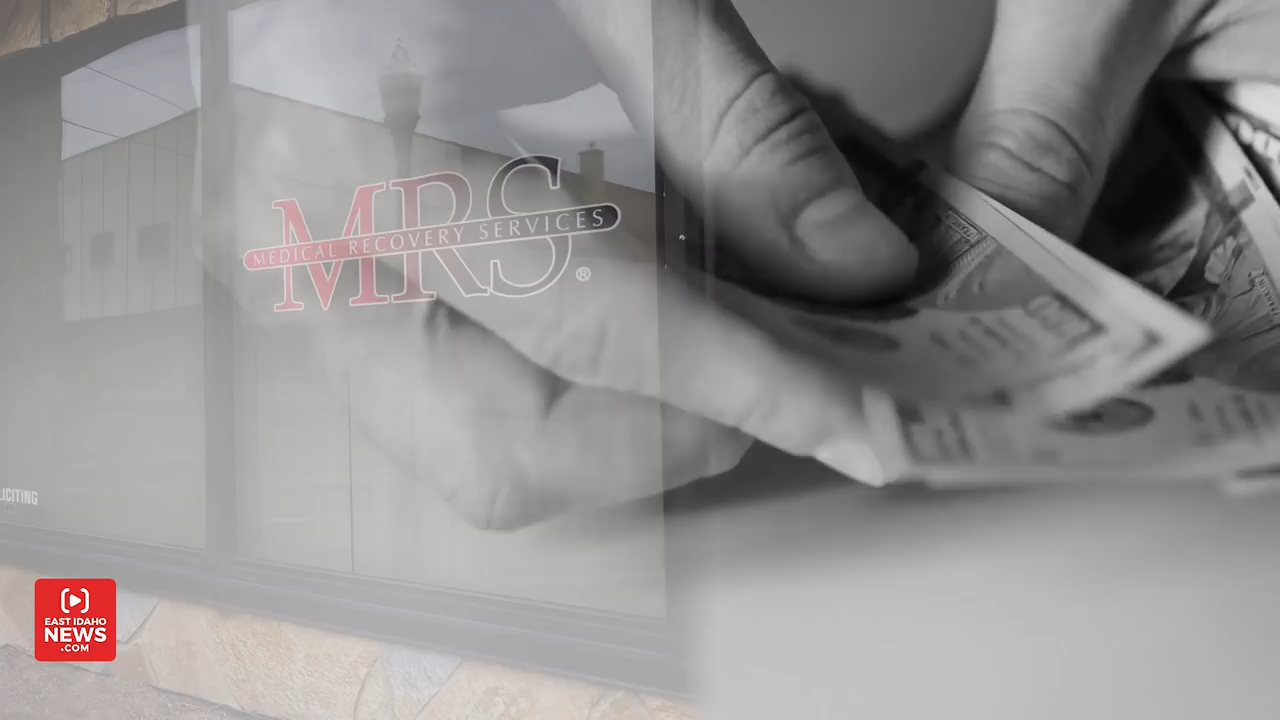 MRS
MEDICAL RECOVERY SERVICES
®
LICITING
EAST IDAHO
NEWS
.COM